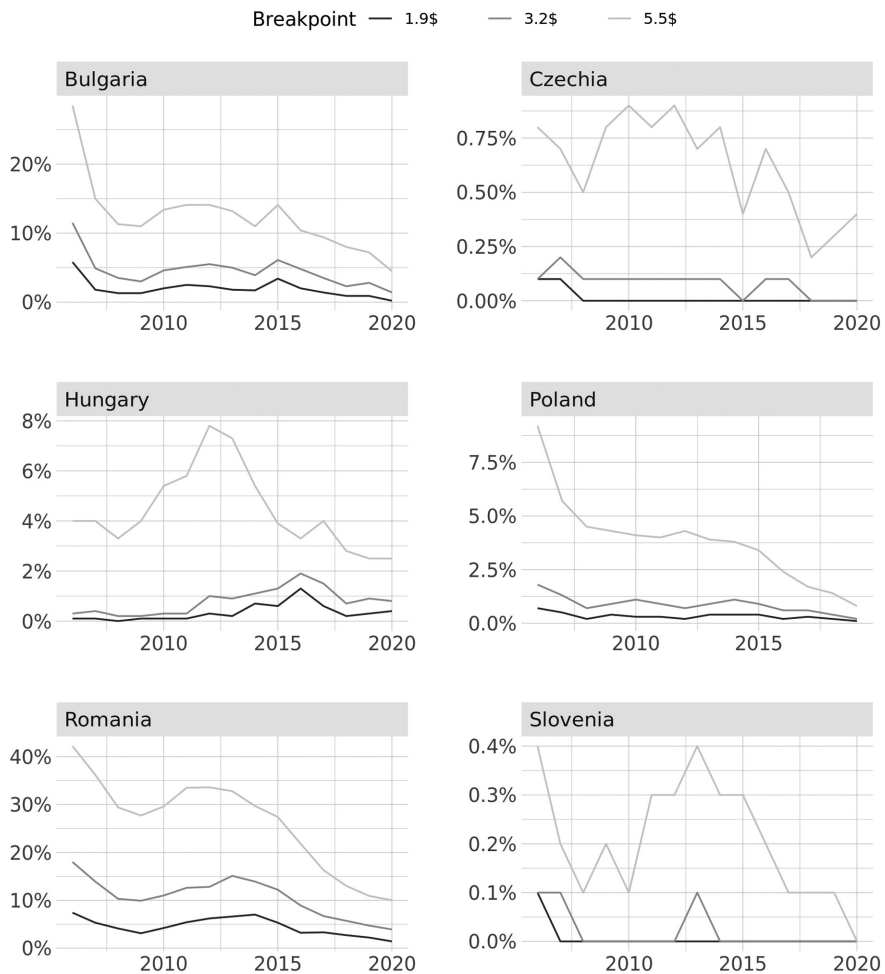 Breakpoint 1.9$ 3.2$ 5.5$
Bulgaria
20%
10%
0%
2010 2015 2020
Czechia
0.75%
0.50%
0.25%
0.00%
2010 2015 2020
Hungary
8%
6%
4%
2%
0%
2010 2015 2020
Poland
7.5%
5.0%
2.5%
0.0%
2010 2015
Romania
40%
30%
20%
10%
0%
2010 2015 2020
Slovenia
0.4%
0.3%
0.2%
0.1%
0.0%
2010 2015 2020